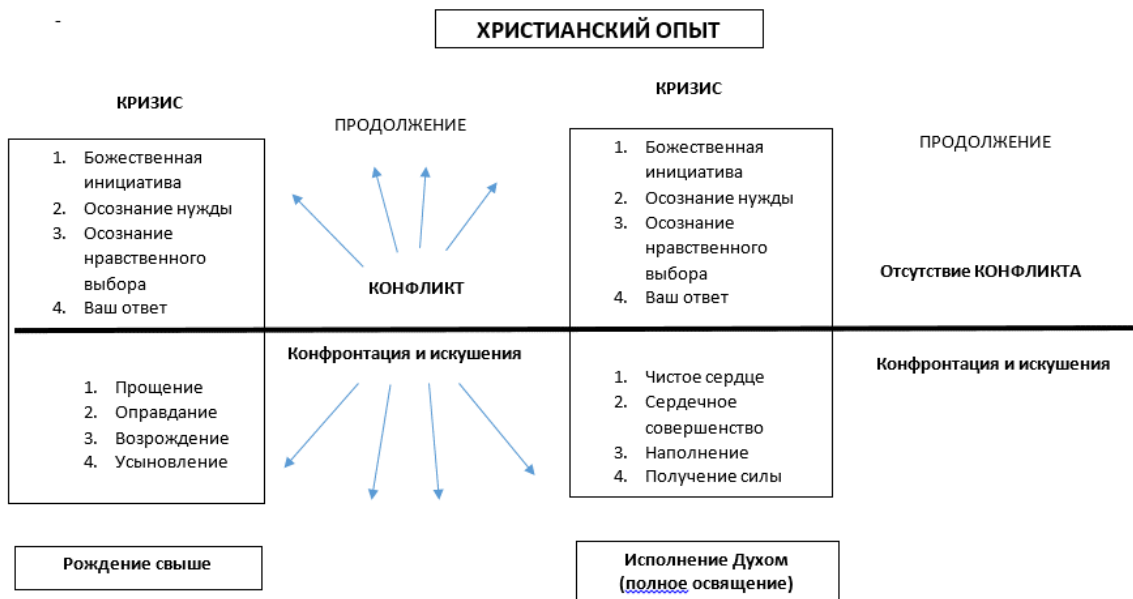 -
ХРИСТИАНСКИЙ ОПЫТ
КРИЗИС
1. Божественная
инициатива
2. Осознание нужды
3. Осознание
нравственного
выбора
4. Ваш ответ
1. Прощение
2. Оправдание
3. Возрождение
4. Усыновление
Рождение свыше
ПРОДОЛЖЕНИЕ
КОНФЛИКТ
Конфронтация и искушения
КРИЗИС
1. Божественная
инициатива
2. Осознание нужды
3. Осознание
нравственного
выбора
4. Ваш ответ
1. Чистое сердце
2. Сердечное
совершенство
3. Наполнение
4. Получение силы
Исполнение Духом
(полное освящение)
ПРОДОЛЖЕНИЕ
Отсутствие КОНФЛИКТА
Конфронтация и искушения